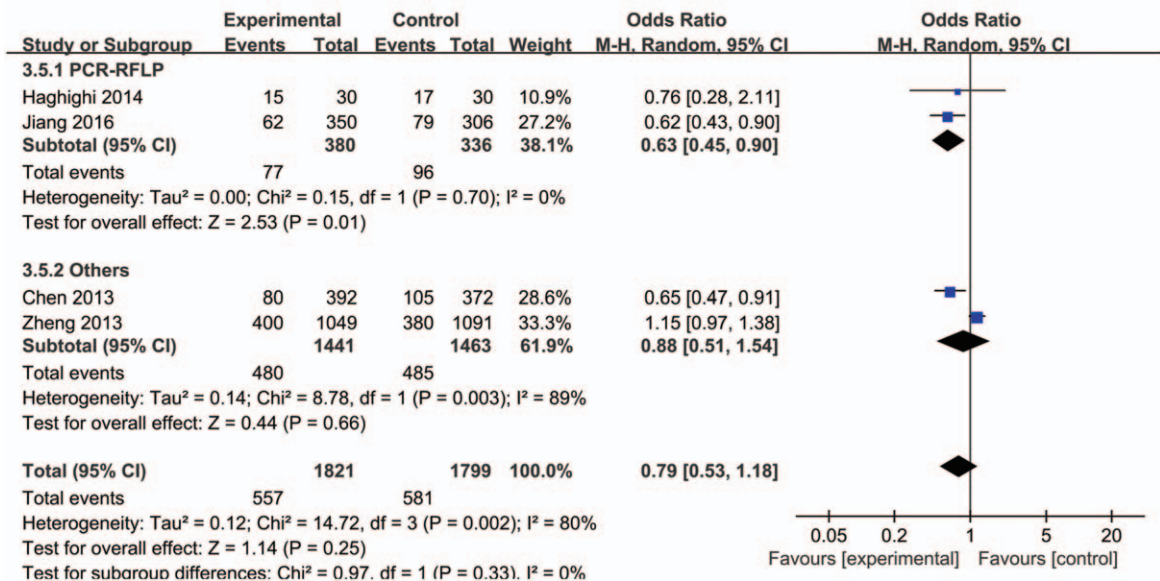 Experimental Control Odds Ratio Odds Ratio
Study or Subgroup Events Total Events Total Weight M-H, Random, 95% CI M-H, Random, 95% CI
3.5.1 PCR-RFLP
Haghighi 2014 15 30 17 30 10.9% 0.76 [0.28, 2.11]
Jiang 2016 62 350 79 306 27.2% 0.62 [0.43, 0.90]
Subtotal (95% CI) 380 336 38.1% 0.63 [0.45, 0.90]
Total events 77 96
Heterogeneity: Tau² = 0.00; Chi² = 0.15, df = 1 (P = 0.70); I² = 0%
Test for overall effect: Z = 2.53 (P = 0.01)
3.5.2 Others
Chen 2013 80 392 105 372 28.6% 0.65 [0.47, 0.91]
Zheng 2013 400 1049 380 1091 33.3% 1.15 [0.97, 1.38]
Subtotal (95% CI) 1441 1463 61.9% 0.88 [0.51, 1.54]
Total events 480 485
Heterogeneity: Tau² = 0.14; Chi² = 8.78, df = 1 (P = 0.003); I² = 89%
Test for overall effect: Z = 0.44 (P = 0.66)
Total (95% CI) 1821 1799 100.0% 0.79 [0.53, 1.18]
Total events 557 581
Heterogeneity: Tau² = 0.12; Chi² = 14.72, df = 3 (P = 0.002); I² = 80%
Test for overall effect: Z = 1.14 (P = 0.25)
Test for subgroup differences: Chi² = 0.97, df = 1 (P = 0.33), I² = 0%
0.05 0.2 1 5 20
Favours [experimental] Favours [control]